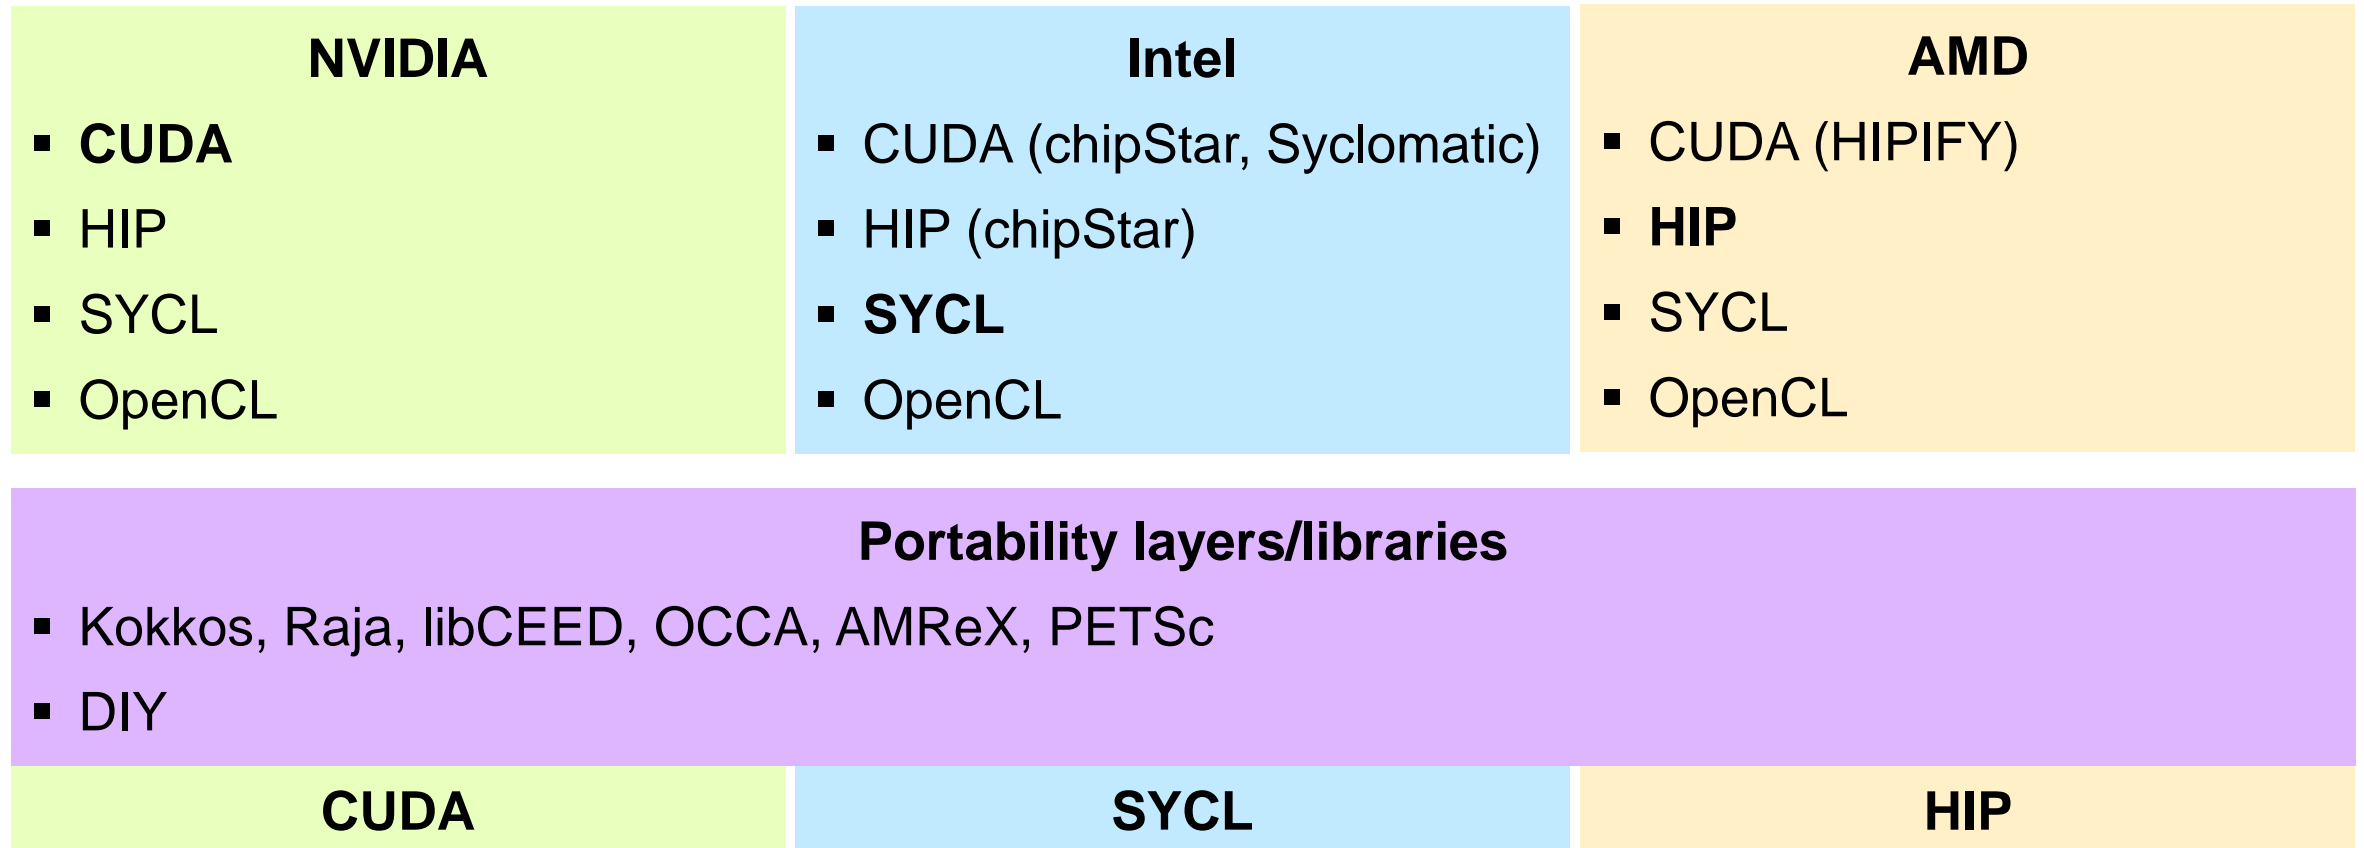 NVIDIA
▪ CUDA
▪ HIP
▪ SYCL
▪ OpenCL
Intel
▪ CUDA (chipStar, Syclomatic)
▪ HIP (chipStar)
▪ SYCL
▪ OpenCL
AMD
▪ CUDA (HIPIFY)
▪ HIP
▪ SYCL
▪ OpenCL
Portability layers/libraries
▪ Kokkos, Raja, libCEED, OCCA, AMReX, PETSc
▪ DIY
CUDA
SYCL
HIP